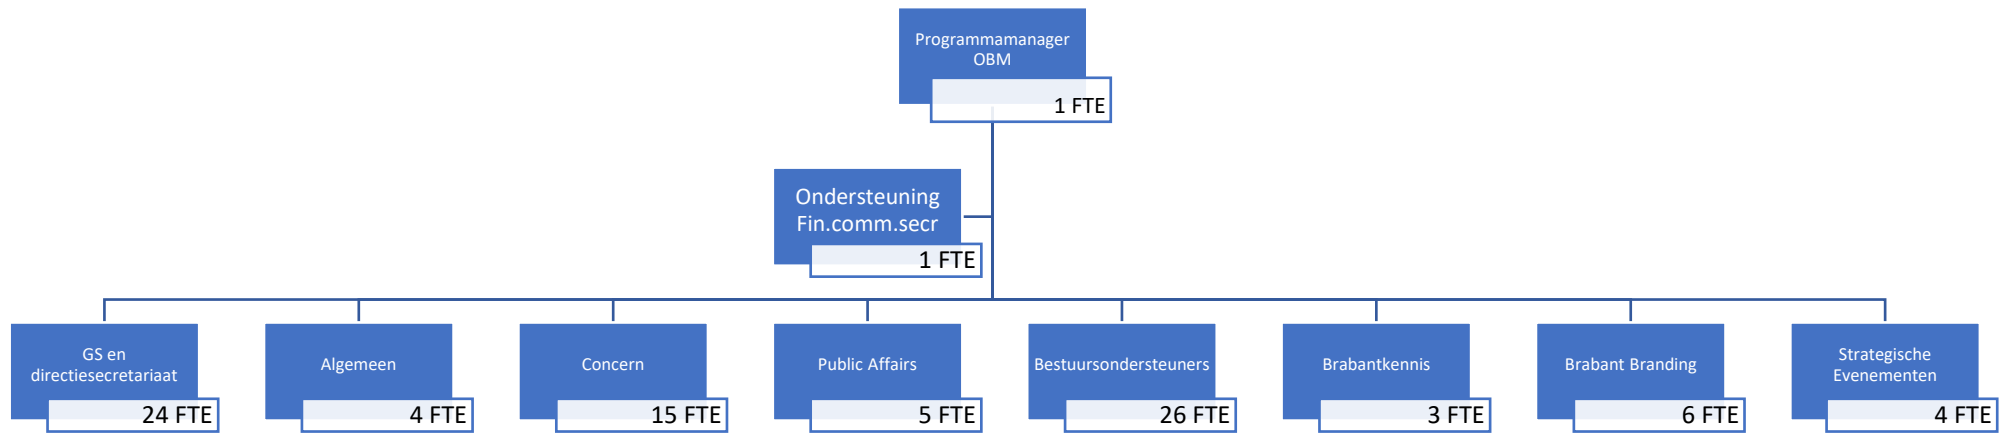 Programmamanager
OBM
1 FTE
Ondersteuning
Fin.comm.secr
1 FTE
GS en
directiesecretariaat
24 FTE
Algemeen
4 FTE
Concern
15 FTE
Public Affairs
5 FTE
Bestuursondersteuners
26 FTE
Brabantkennis
3 FTE
Brabant Branding
6 FTE
Strategische
Evenementen
4 FTE